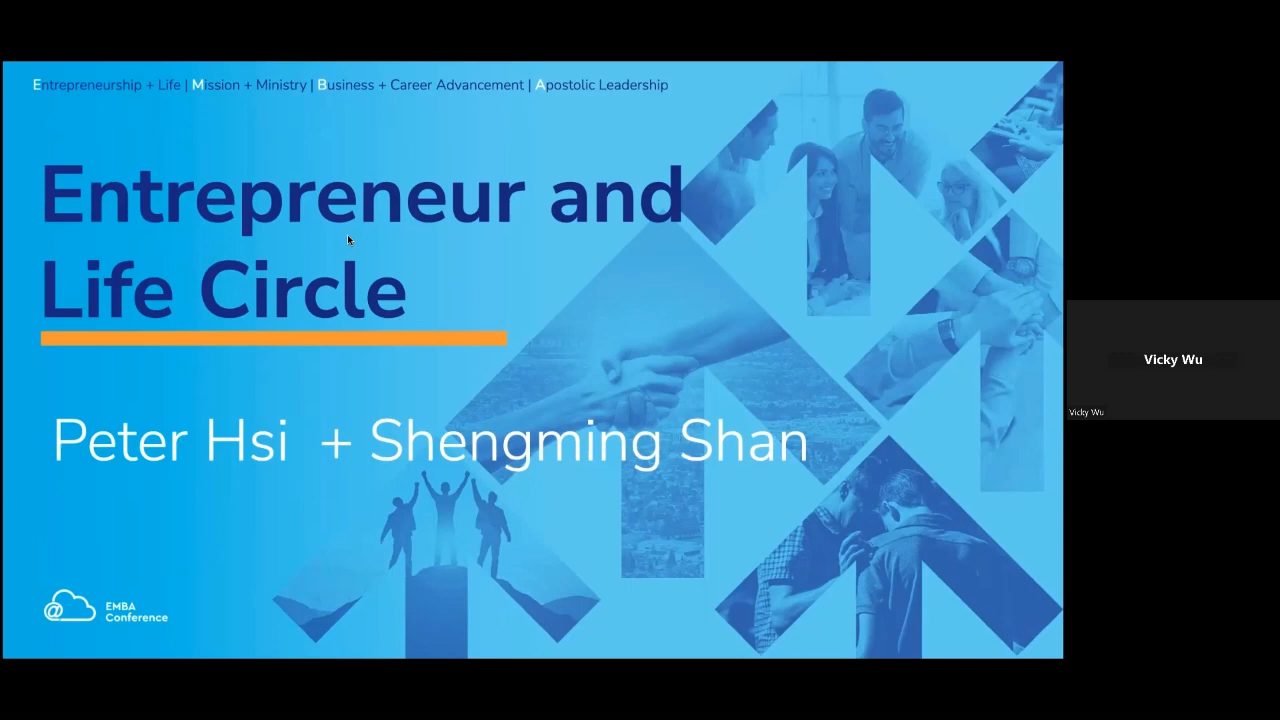 Entrepreneurship + Life | Mission + Ministry | Business + Career Advancement | Apostolic Leadership
Entrepreneur and
Life Circle
Peter Hsi + Shengming Shan
@ EMBA
Conference
Vicky Wu
Vicky Wu